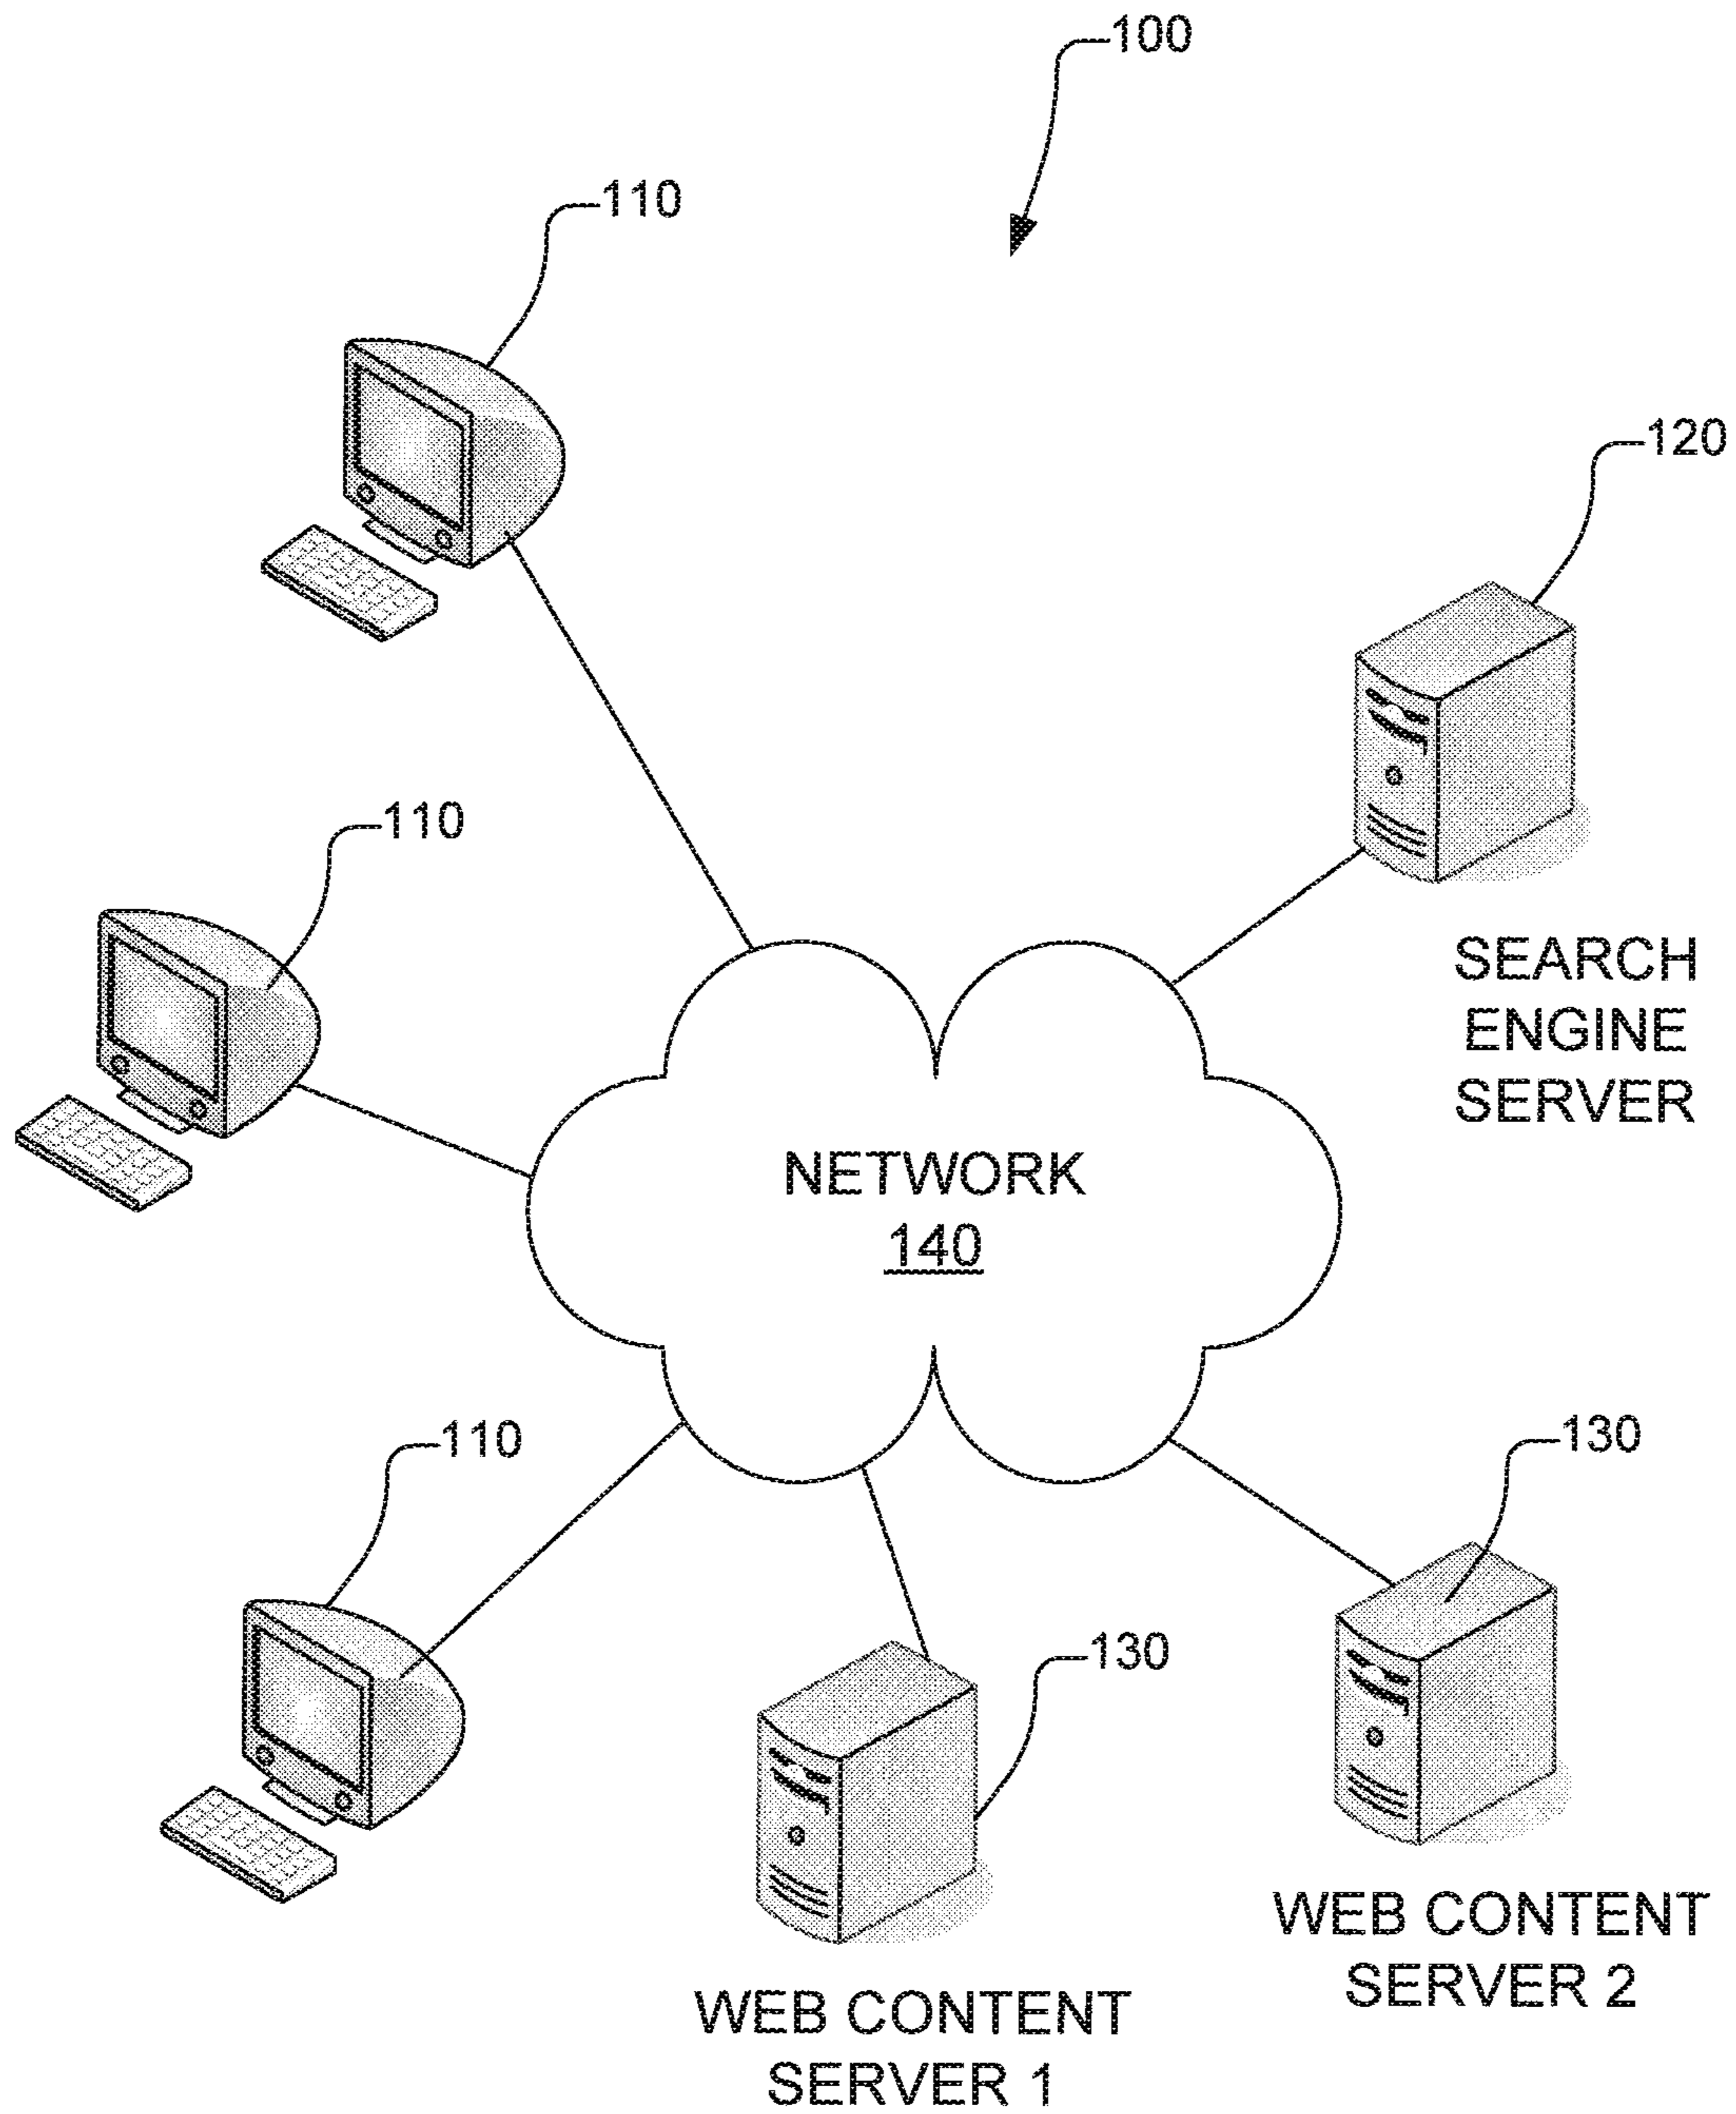 100
110
120
110
SEARCH
ENGINE
SERVER
NETWORK
140
110
130
130
WEB CONTENT
SERVER 2
WEB CONTENT
SERVER 1